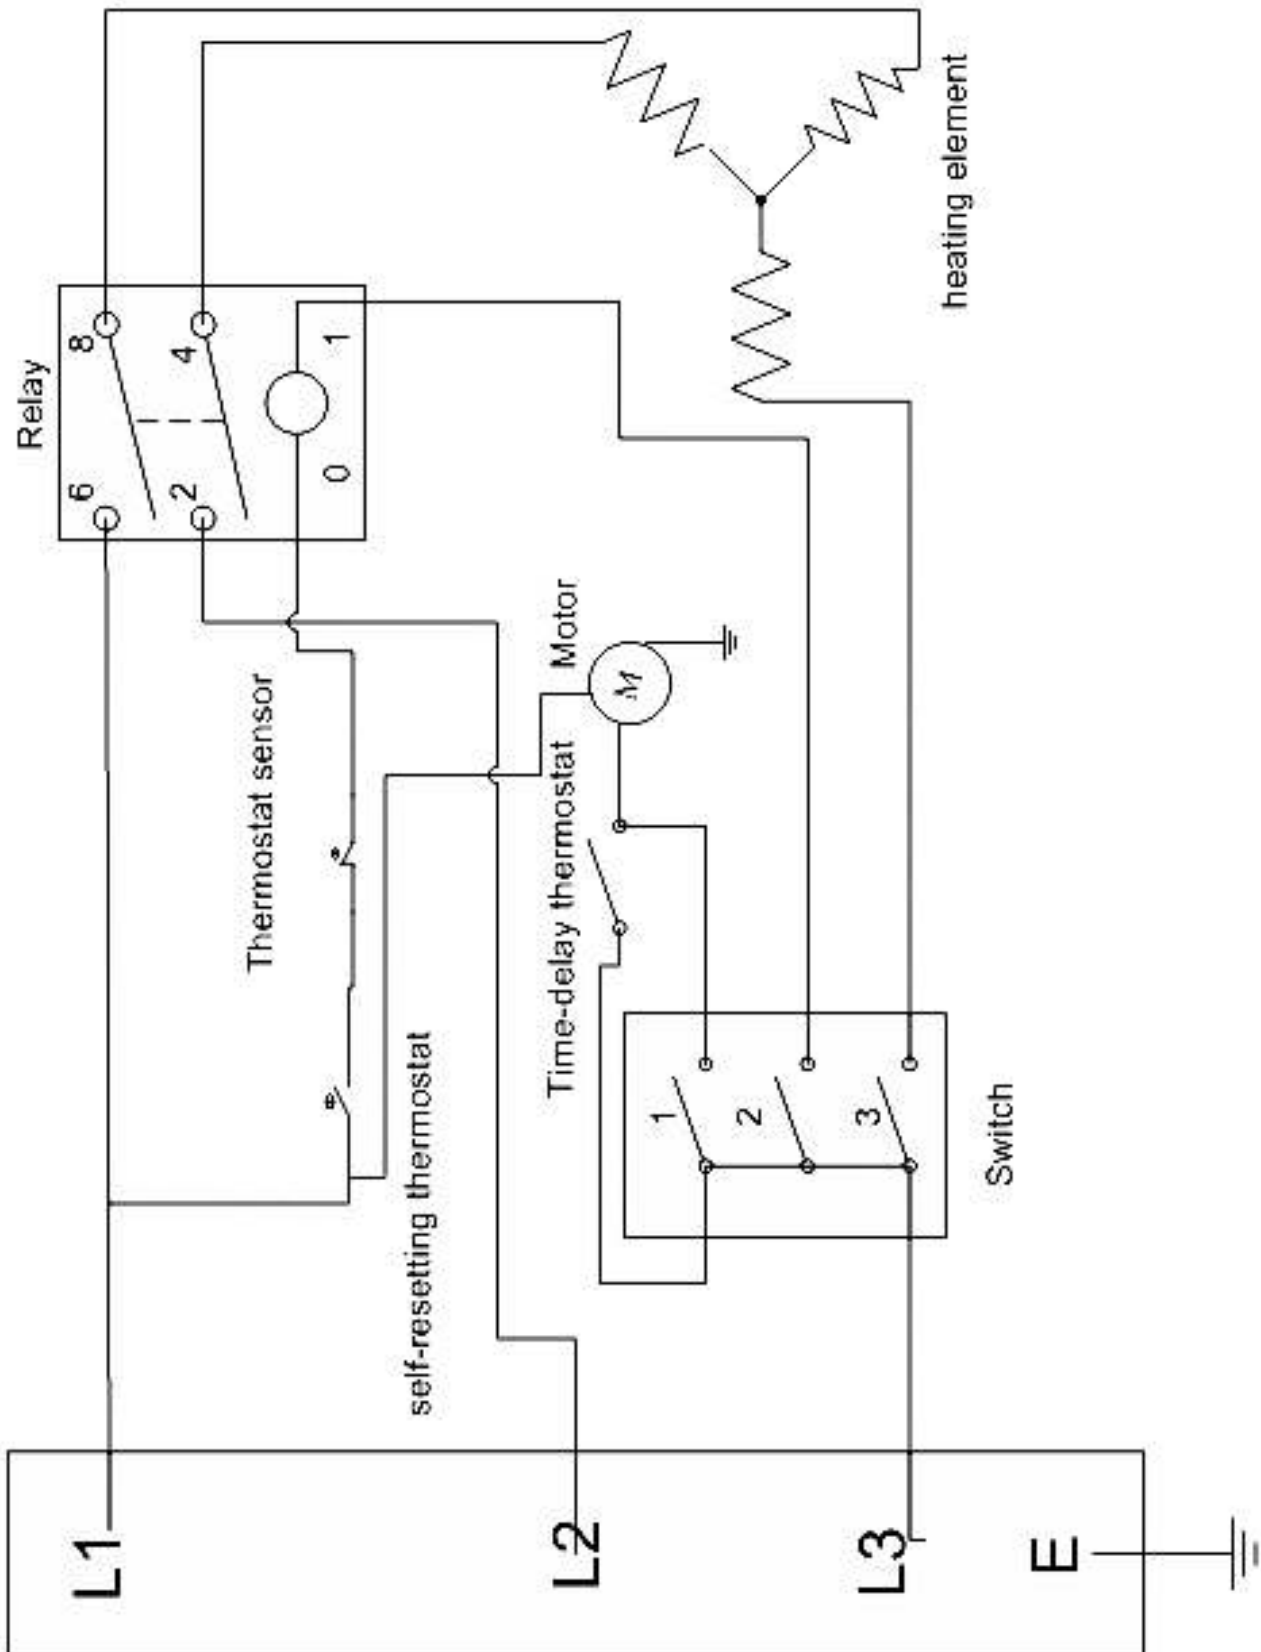 Relay
6
8
2
4
0
1
Thermostat sensor
self-resetting thermostat
Motor
M
Time-delay thermostat
heating element
1
2
3
Switch
L1
L2
L3
E